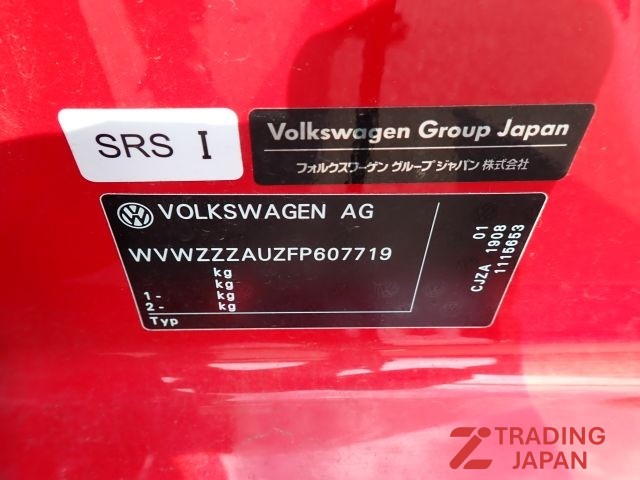 SRS I
Volkswagen Group Japan
フォルクスワーゲン グループ ジャパン 株式会社
VOLKSWAGEN AG
WVWZZZAUZFP607719
kg
kg
1- kg
2- kg
Typ
01
CJZA 1908
1115653
TRADING
JAPAN